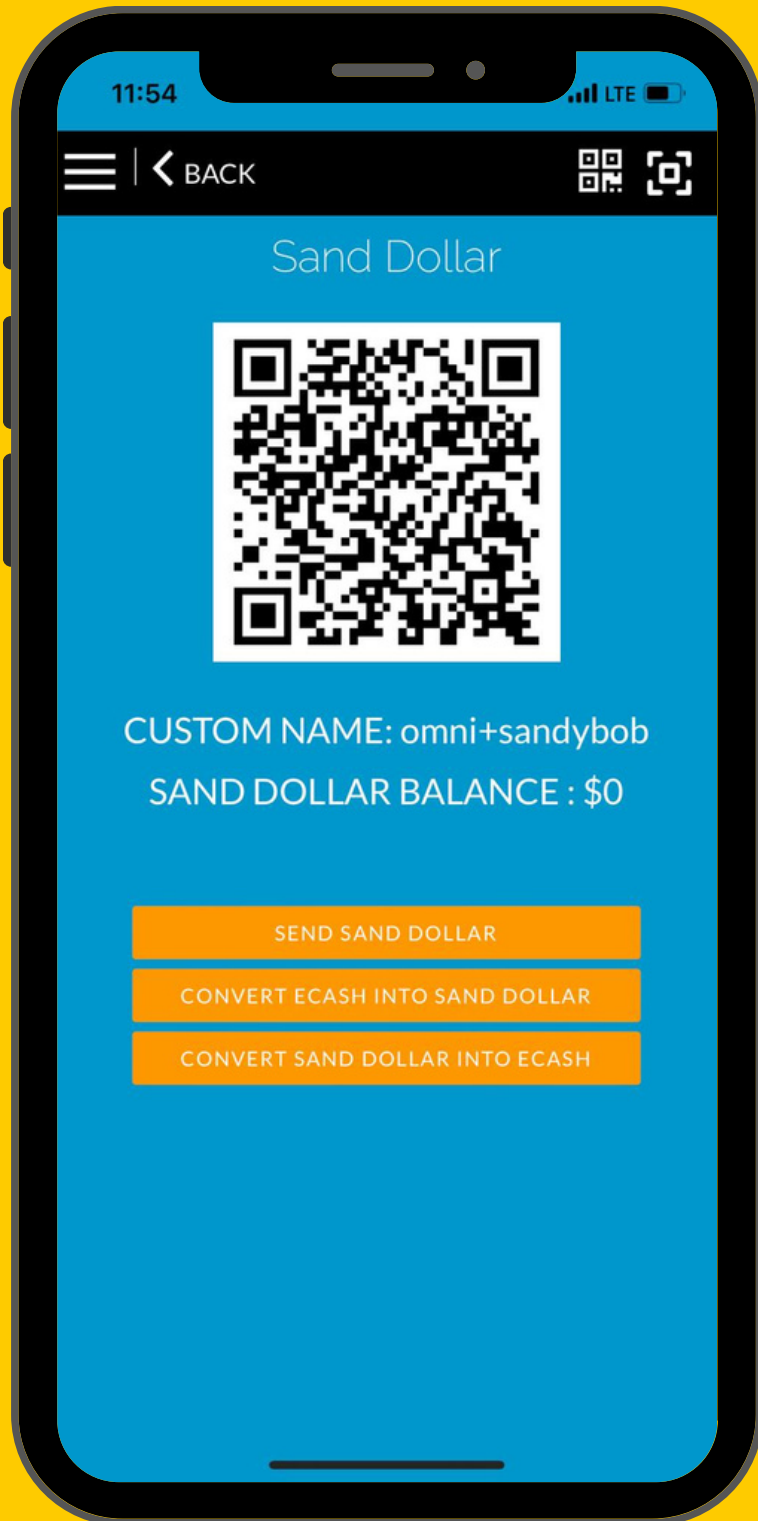 11:54 LTE
BACK
Sand Dollar
CUSTOM NAME: omni+sandybob
SAND DOLLAR BALANCE : $0
SEND SAND DOLLAR
CONVERT ECASH INTO SAND DOLLAR
CONVERT SAND DOLLAR INTO ECASH